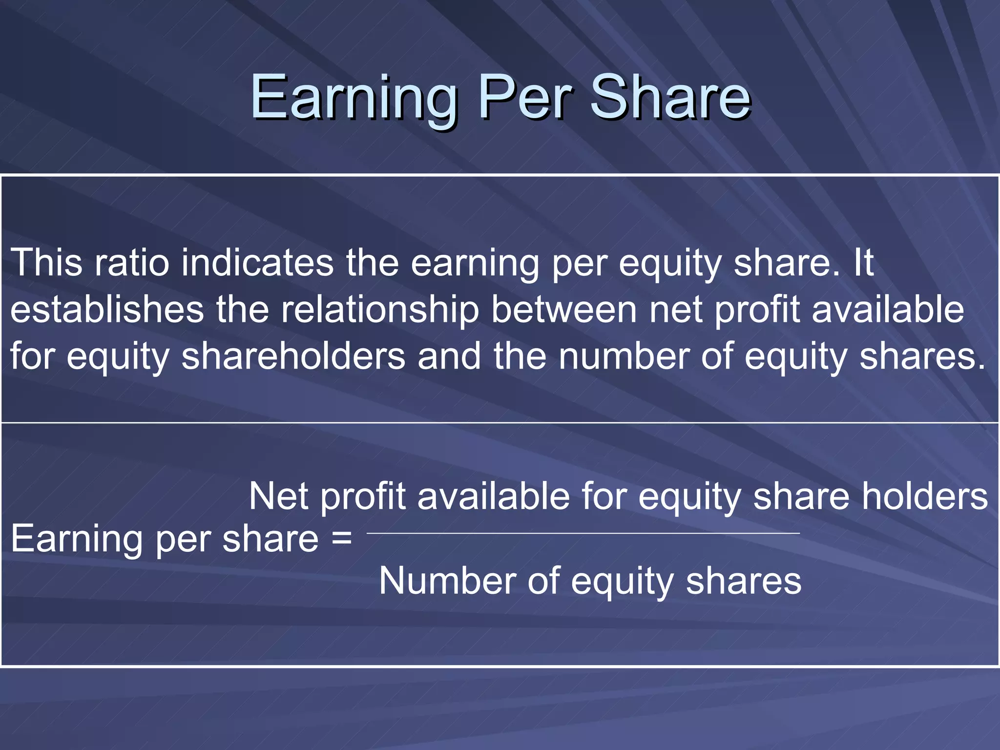 Earning Per Share
This ratio indicates the earning per equity share. It
establishes the relationship between net profit available
for equity shareholders and the number of equity shares.
Net profit available for equity share holders
Earning per share =
Number of equity shares